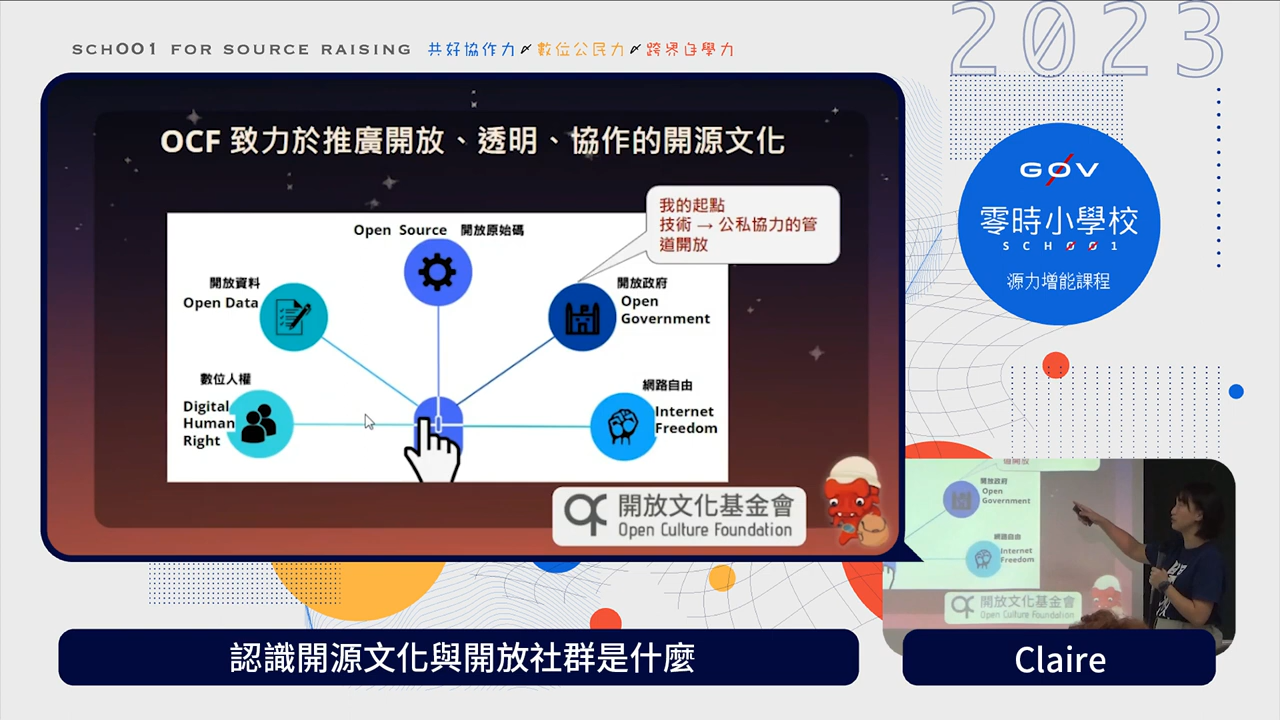 SCH001 FOR SOURCE RAISING 共好協作力 數位公民力 跨界自學力
2023
OCF 致力於推廣開放、透明、協作的開源文化
我的起點
技術 → 公私協力的管
道開放
Open Source 開放原始碼
開放資料
Open Data
開放政府
Open
Government
數位人權
Digital
Human
Right
網路自由
Internet
Freedom
開放文化基金會
Open Culture Foundation
G0V
零時小學校
SCH001
源力增能課程
道開放
開放政府
Open
Government
網路自由
Internet
Freedom
開放文化基金會
Open Culture Foundation
認識開源文化與開放社群是什麼
Claire